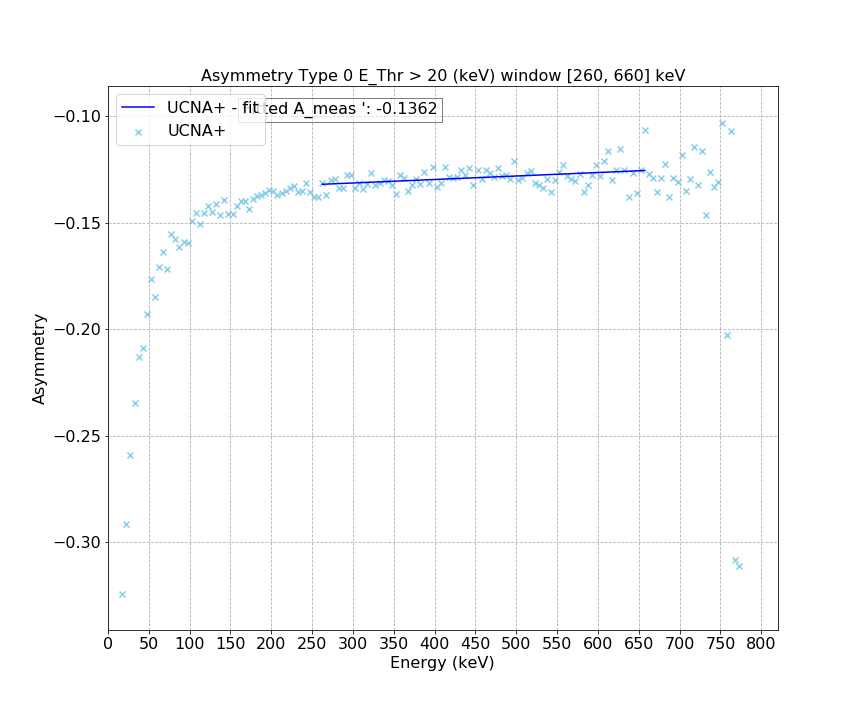 Asymmetry Type 0 E_Thr > 20 (keV) window [260, 660] keV
UCNA+ - fitted A_meas ': -0.1362
UCNA+
−0.10
−0.15
−0.20
−0.25
−0.30
Asymmetry
0 50 100 150 200 250 300 350 400 450 500 550 600 650 700 750 800
Energy (keV)